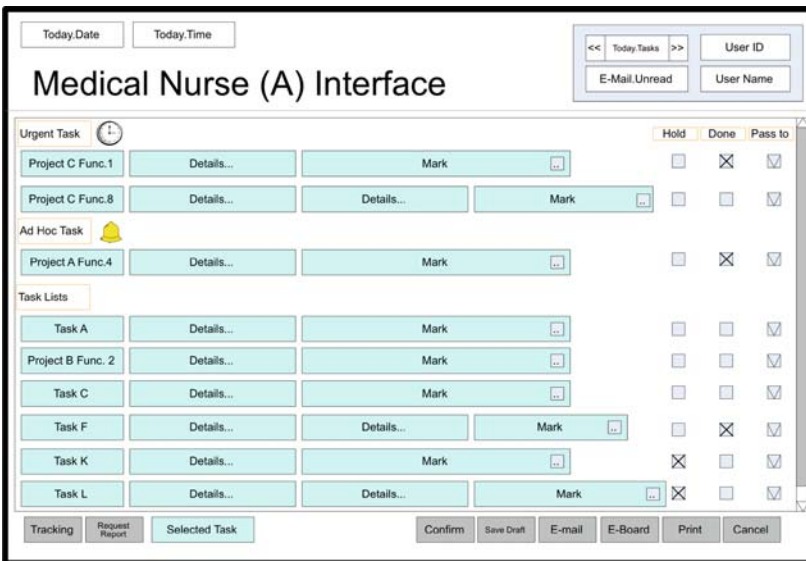 Today.Date Today.Time
<< Today.Tasks >> User ID
E-Mail.Unread User Name
Medical Nurse (A) Interface
Urgent Task Hold Done Pass to
Project C Func.1 Details... Mark ..
Project C Func.8 Details... Details... Mark ..
Ad Hoc Task
Project A Func.4 Details... Mark ..
Task Lists
Task A Details... Mark ..
Project B Func. 2 Details... Mark ..
Task C Details... Mark ..
Task F Details... Details... Mark ..
Task K Details... Mark ..
Task L Details... Details... Mark ..
Tracking Request Report Selected Task Confirm Save Draft E-mail E-Board Print Cancel